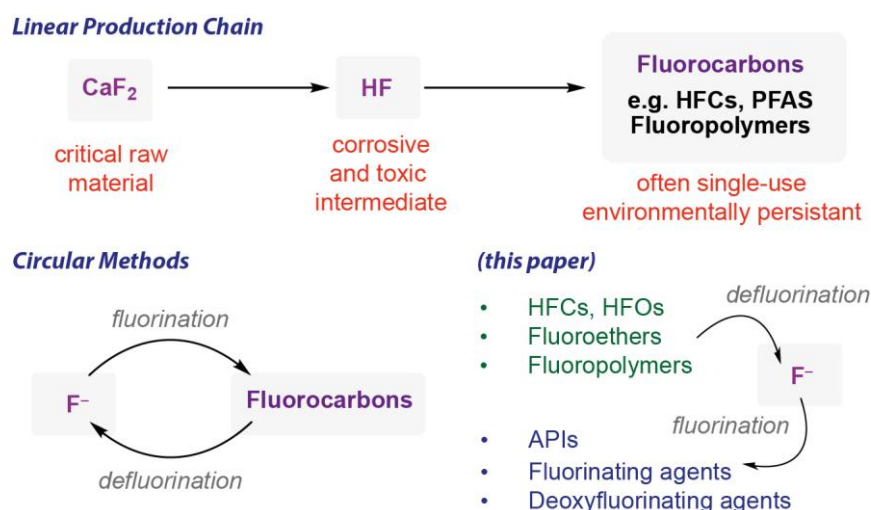 Linear Production Chain
CaF₂
HF
Fluorocarbons
e.g. HFCs, PFAS
Fluoropolymers
critical raw
material
corrosive
and toxic
intermediate
often single-use
environmentally persistant
Circular Methods
fluorination
F⁻
Fluorocarbons
defluorination
(this paper)
• HFCs, HFOs
• Fluoroethers
• Fluoropolymers
defluorination
F⁻
fluorination
• APIs
• Fluorinating agents
• Deoxyfluorinating agents